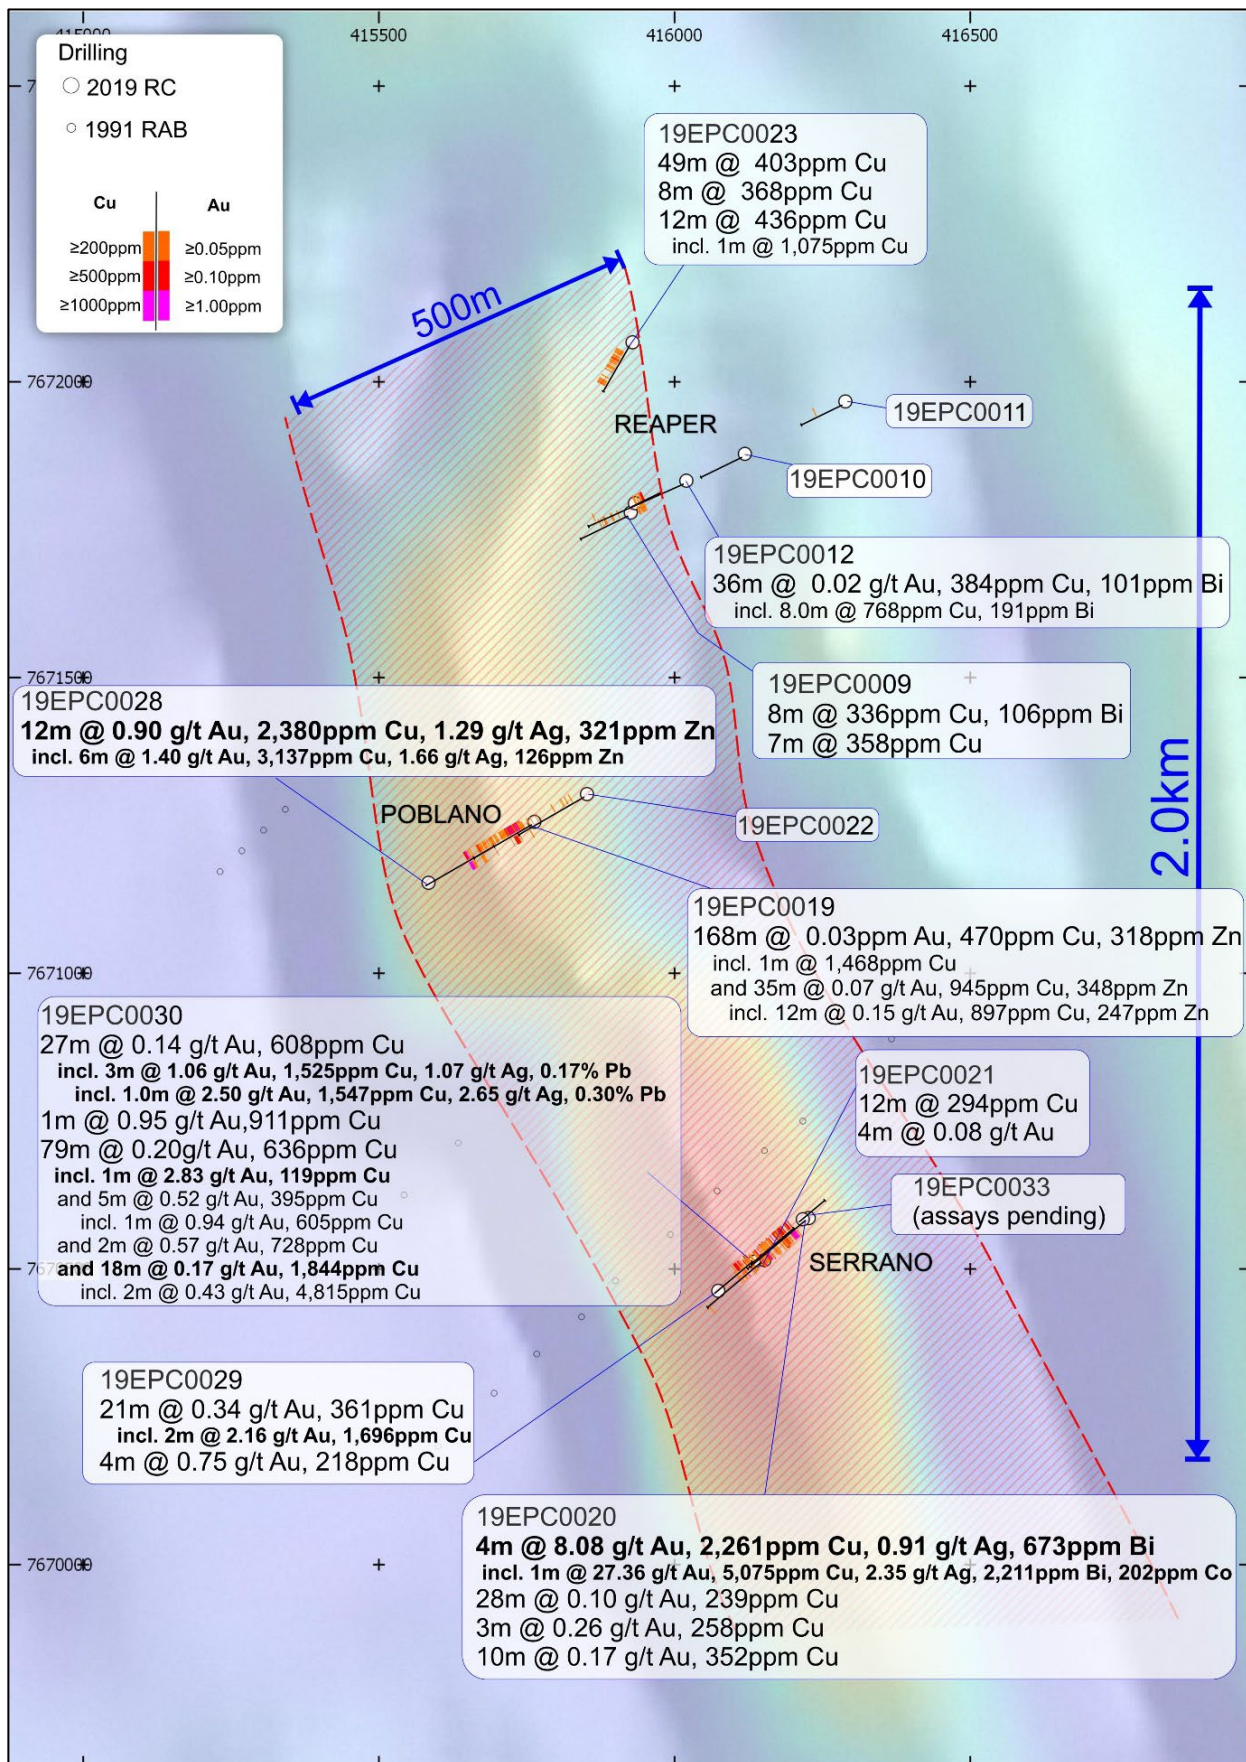 415000
415500
416000
416500
Drilling
2019 RC
1991 RAB
Cu
Au
≥200ppm
≥0.05ppm
≥500ppm
≥0.10ppm
≥1000ppm
≥1.00ppm
19EPC0023
49m @ 403ppm Cu
8m @ 368ppm Cu
12m @ 436ppm Cu
incl. 1m @ 1,075ppm Cu
500m
7672000
REAPER
19EPC0011
19EPC0010
19EPC0012
36m @ 0.02 g/t Au, 384ppm Cu, 101ppm Bi
incl. 8.0m @ 768ppm Cu, 191ppm Bi
7671500
19EPC0009
8m @ 336ppm Cu, 106ppm Bi
7m @ 358ppm Cu
19EPC0028
12m @ 0.90 g/t Au, 2,380ppm Cu, 1.29 g/t Ag, 321ppm Zn
incl. 6m @ 1.40 g/t Au, 3,137ppm Cu, 1.66 g/t Ag, 126ppm Zn
2.0km
POBLANO
19EPC0022
19EPC0019
168m @ 0.03ppm Au, 470ppm Cu, 318ppm Zn
incl. 1m @ 1,468ppm Cu
and 35m @ 0.07 g/t Au, 945ppm Cu, 348ppm Zn
incl. 12m @ 0.15 g/t Au, 897ppm Cu, 247ppm Zn
7671000
19EPC0030
27m @ 0.14 g/t Au, 608ppm Cu
incl. 3m @ 1.06 g/t Au, 1,525ppm Cu, 1.07 g/t Ag, 0.17% Pb
incl. 1.0m @ 2.50 g/t Au, 1,547ppm Cu, 2.65 g/t Ag, 0.30% Pb
1m @ 0.95 g/t Au,911ppm Cu
79m @ 0.20g/t Au, 636ppm Cu
incl. 1m @ 2.83 g/t Au, 119ppm Cu
and 5m @ 0.52 g/t Au, 395ppm Cu
incl. 1m @ 0.94 g/t Au, 605ppm Cu
and 2m @ 0.57 g/t Au, 728ppm Cu
and 18m @ 0.17 g/t Au, 1,844ppm Cu
incl. 2m @ 0.43 g/t Au, 4,815ppm Cu
19EPC0021
12m @ 294ppm Cu
4m @ 0.08 g/t Au
19EPC0033
(assays pending)
SERRANO
19EPC0029
21m @ 0.34 g/t Au, 361ppm Cu
incl. 2m @ 2.16 g/t Au, 1,696ppm Cu
4m @ 0.75 g/t Au, 218ppm Cu
19EPC0020
4m @ 8.08 g/t Au, 2,261ppm Cu, 0.91 g/t Ag, 673ppm Bi
incl. 1m @ 27.36 g/t Au, 5,075ppm Cu, 2.35 g/t Ag, 2,211ppm Bi, 202ppm Co
28m @ 0.10 g/t Au, 239ppm Cu
3m @ 0.26 g/t Au, 258ppm Cu
10m @ 0.17 g/t Au, 352ppm Cu
7670000